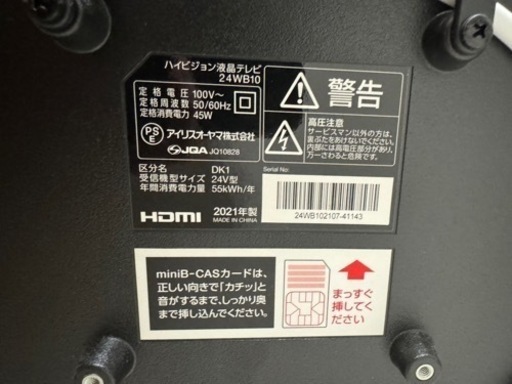 ハイビジョン液晶テレビ
24WB10
定格電圧 100V～
定格周波数 50/60Hz
定格消費電力 45W
PSE
アイリスオーヤマ株式会社
JQA JQ10828
区分名 DK1
受信機型サイズ 24V型
年間消費電力量 55kWh/年
HDMI
2021年製
MADE IN CHINA
警告
高圧注意
サービスマン以外の方は、
裏ぶたをあけないでください。
内部には高電圧部分があり、
万一さわると危険です。
Serial No:
24WB102107-41143
miniB-CASカードは、
正しい向きで「カチッ」と
音がするまで、しっかり奥
まで挿し込んでください。
まっすぐ
挿してく
ださい